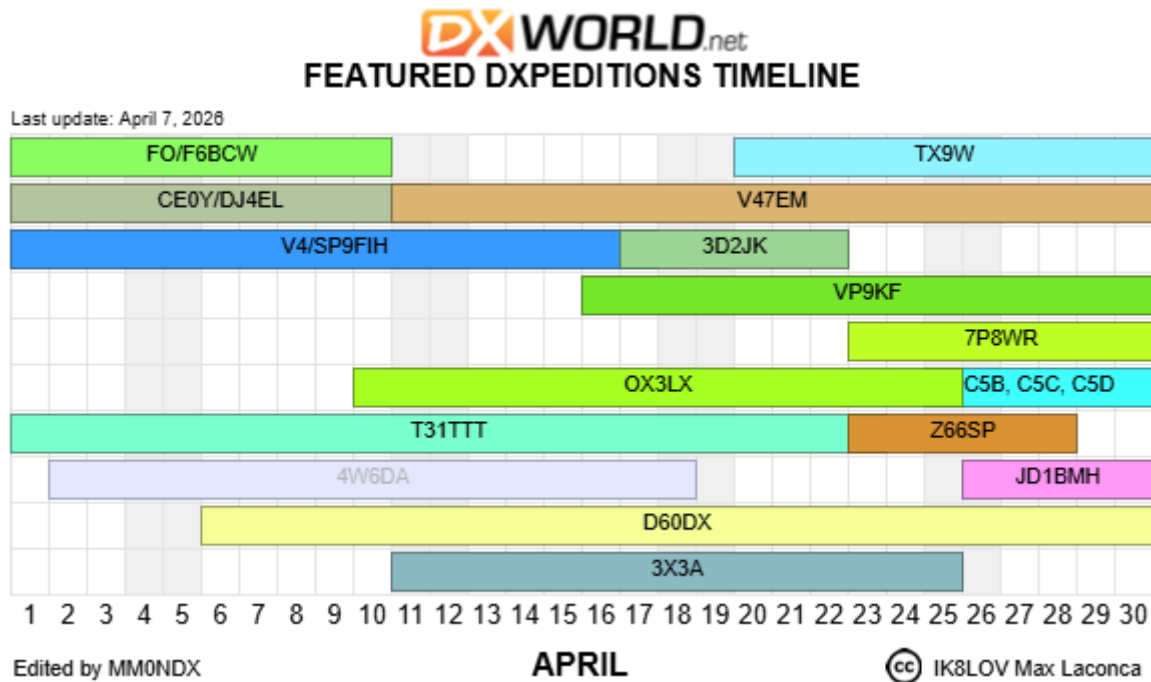 DXWORLD.net
FEATURED DXPEDITIONS TIMELINE
Last update: April 7, 2026
FO/F6BCW TX9W
CE0Y/DJ4EL V47EM
V4/SP9FIH 3D2JK
VP9KF
7P8WR
OX3LX C5B, C5C, C5D
T31TTT Z66SP
4W6DA JD1BMH
D60DX
3X3A
1 2 3 4 5 6 7 8 9 10 11 12 13 14 15 16 17 18 19 20 21 22 23 24 25 26 27 28 29 30
Edited by MM0NDX APRIL cc IK8LOV Max Laconca